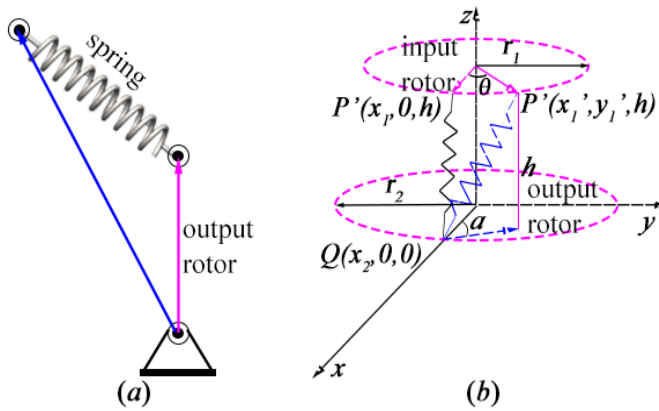 spring
output
rotor
(a)
z
input
rotor
r1
θ
P'(x1, 0, h)
P'(x1', y1', h)
h
r2
output
rotor
a
y
Q(x2, 0, 0)
x
(b)